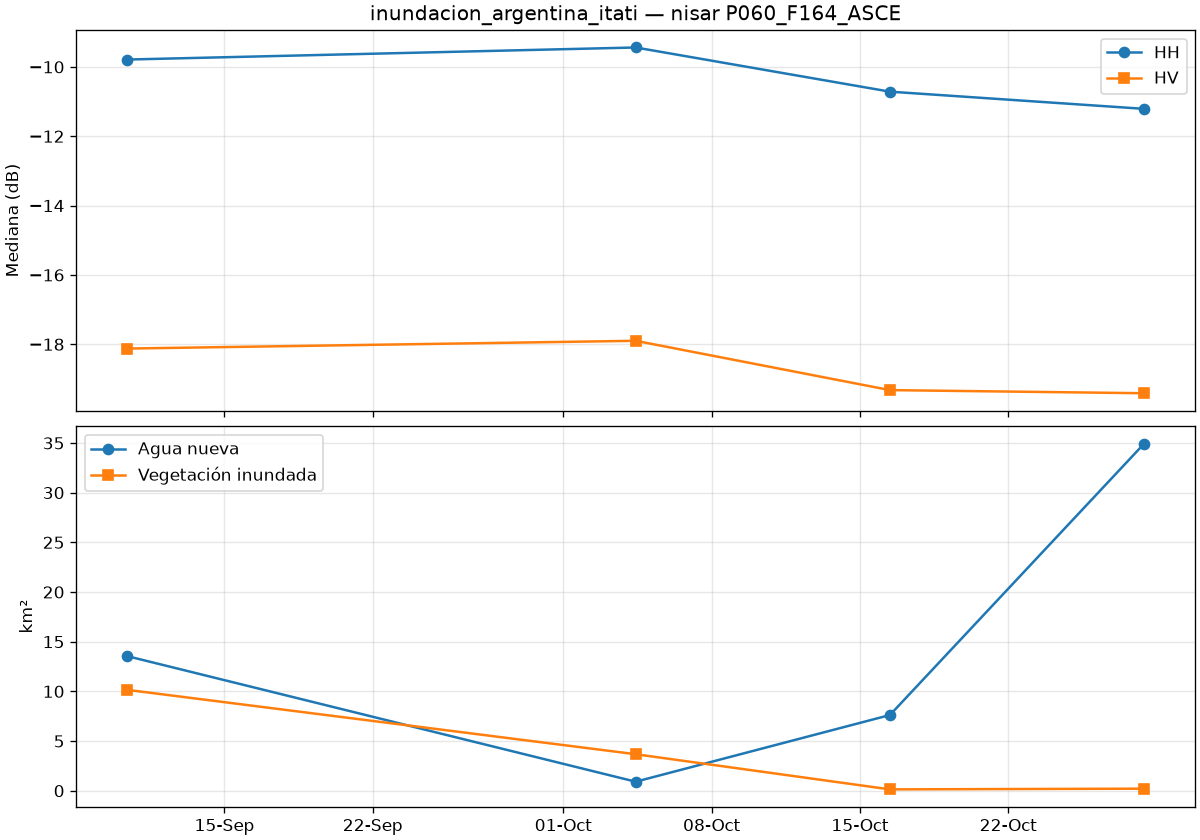 inundacion_argentina_itati — nisar P060_F164_ASCE
HH
HV
Mediana (dB)
−10
−12
−14
−16
−18
Agua nueva
Vegetación inundada
km²
35
30
25
20
15
10
5
0
15-Sep 22-Sep 01-Oct 08-Oct 15-Oct 22-Oct